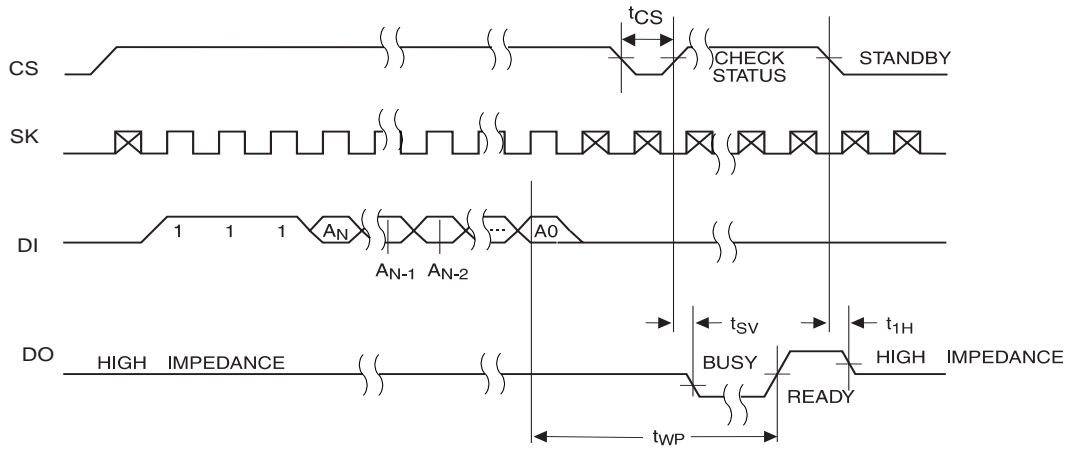 tCS
CS
CHECK
STATUS
STANDBY
SK
DI
1 1 1 AN ... A0
AN-1 AN-2
tSV
t1H
DO
HIGH IMPEDANCE
BUSY
HIGH IMPEDANCE
READY
tWP